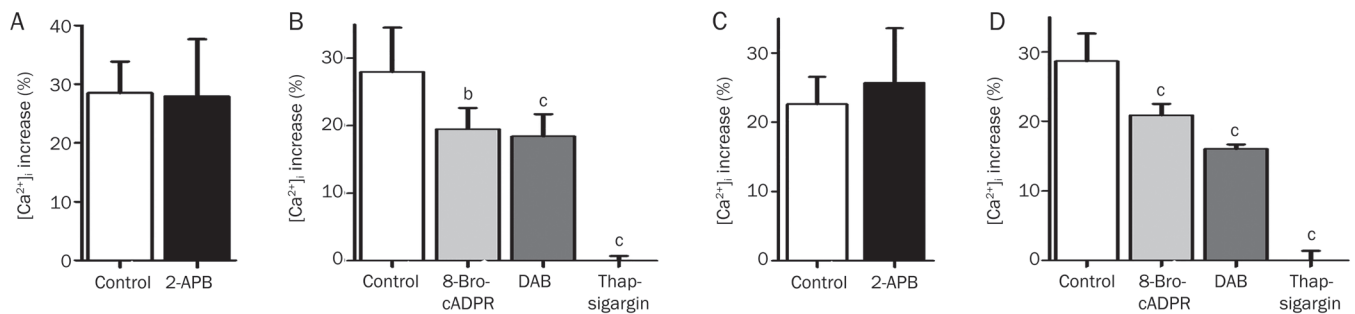 A
[Ca²⁺]ᵢ increase (%)
40
30
20
10
0
Control
2-APB
B
[Ca²⁺]ᵢ increase (%)
30
20
10
0
b
c
c
Control
8-Bro-
cADPR
DAB
Thap-
sigargin
C
[Ca²⁺]ᵢ increase (%)
30
20
10
0
Control
2-APB
D
[Ca²⁺]ᵢ increase (%)
30
20
10
0
c
c
c
Control
8-Bro-
cADPR
DAB
Thap-
sigargin